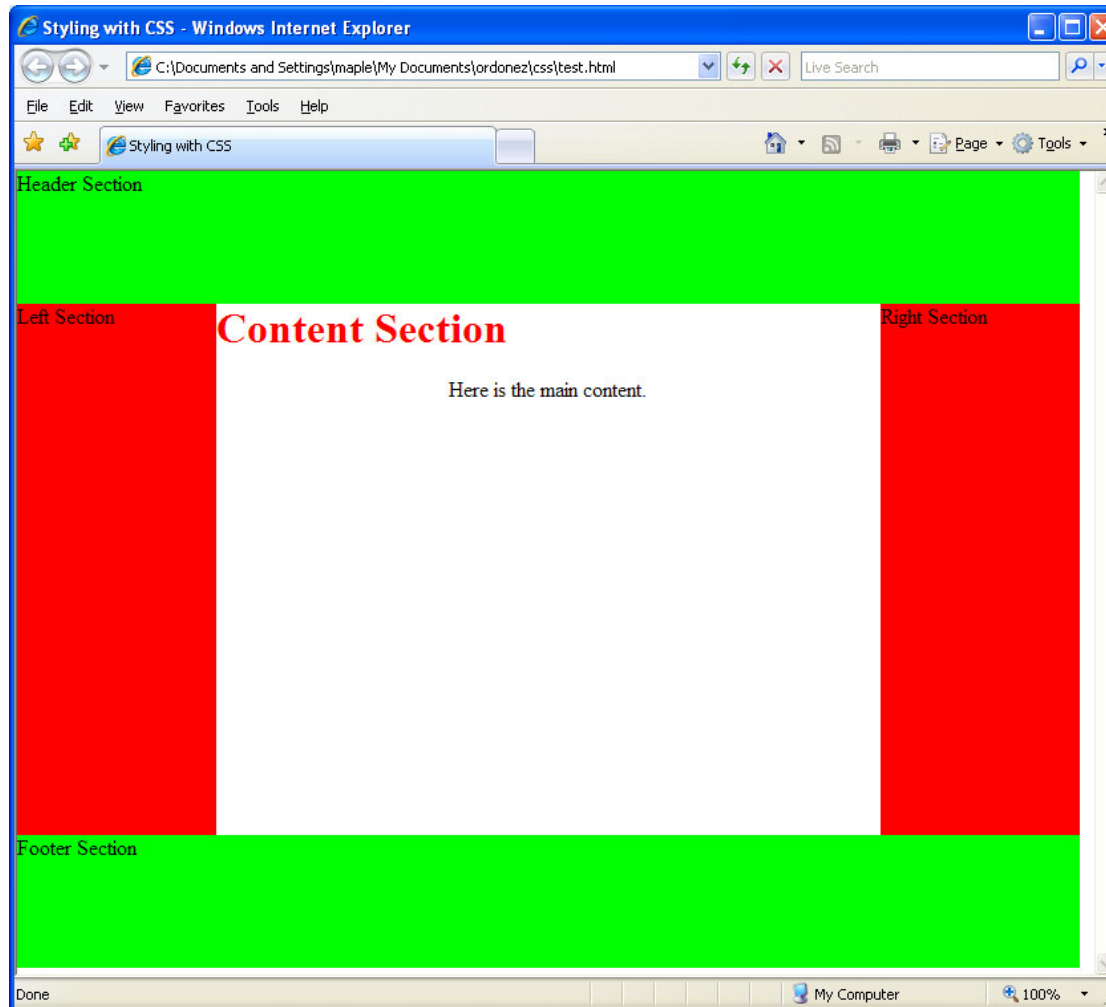 Styling with CSS - Windows Internet Explorer
C:\Documents and Settings\maple\My Documents\ordonez\css\test.html
Live Search
File Edit View Favorites Tools Help
Styling with CSS
Page Tools
Header Section
Left Section
Content Section
Right Section
Here is the main content.
Footer Section
Done
My Computer
100%